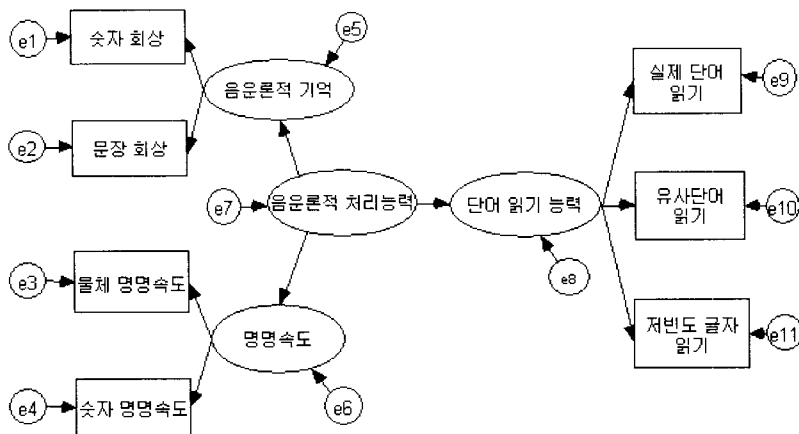 e1
숫자 회상
e5
음운론적 기억
e2
문장 회상
실제 단어
읽기
e9
e7
음운론적 처리능력
단어 읽기 능력
유사단어
읽기
e10
e8
e3
물체 명명속도
명명속도
저빈도 글자
읽기
e11
e4
숫자 명명속도
e6